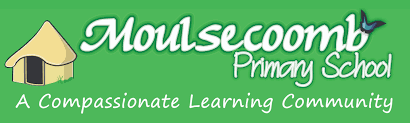 Moulsecoomb
Primary School
A Compassionate Learning Community